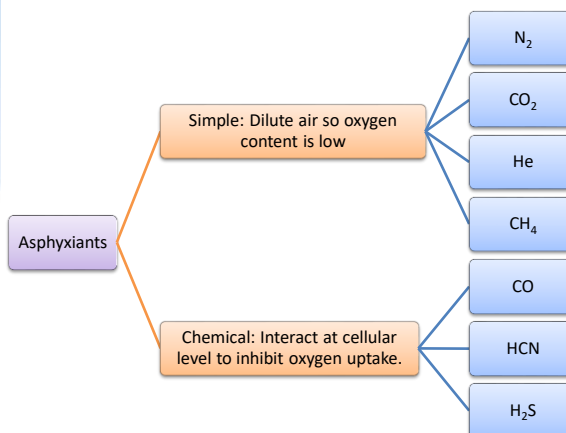 Asphyxiants
Simple: Dilute air so oxygen
content is low
N₂
CO₂
He
CH₄
Chemical: Interact at cellular
level to inhibit oxygen uptake.
CO
HCN
H₂S